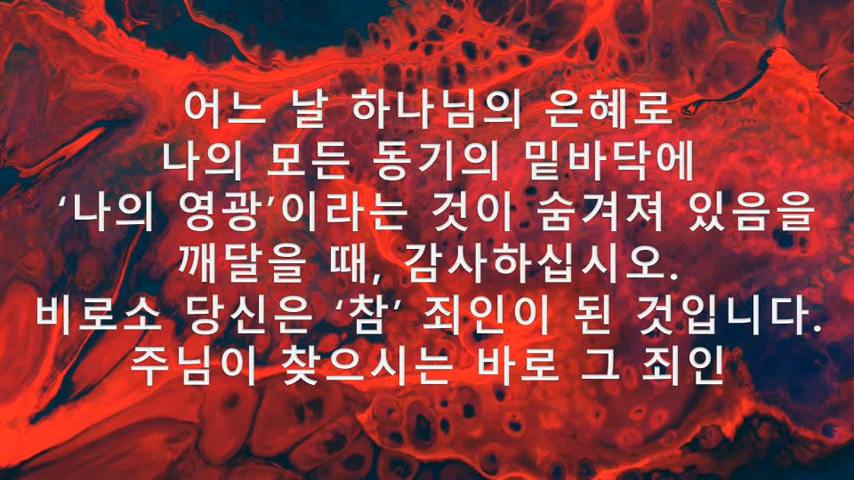 어느 날 하나님의 은혜로
나의 모든 동기의 밑바닥에
‘나의 영광’이라는 것이 숨겨져 있음을
깨달을 때, 감사하십시오.
비로소 당신은 ‘참’ 죄인이 된 것입니다.
주님이 찾으시는 바로 그 죄인